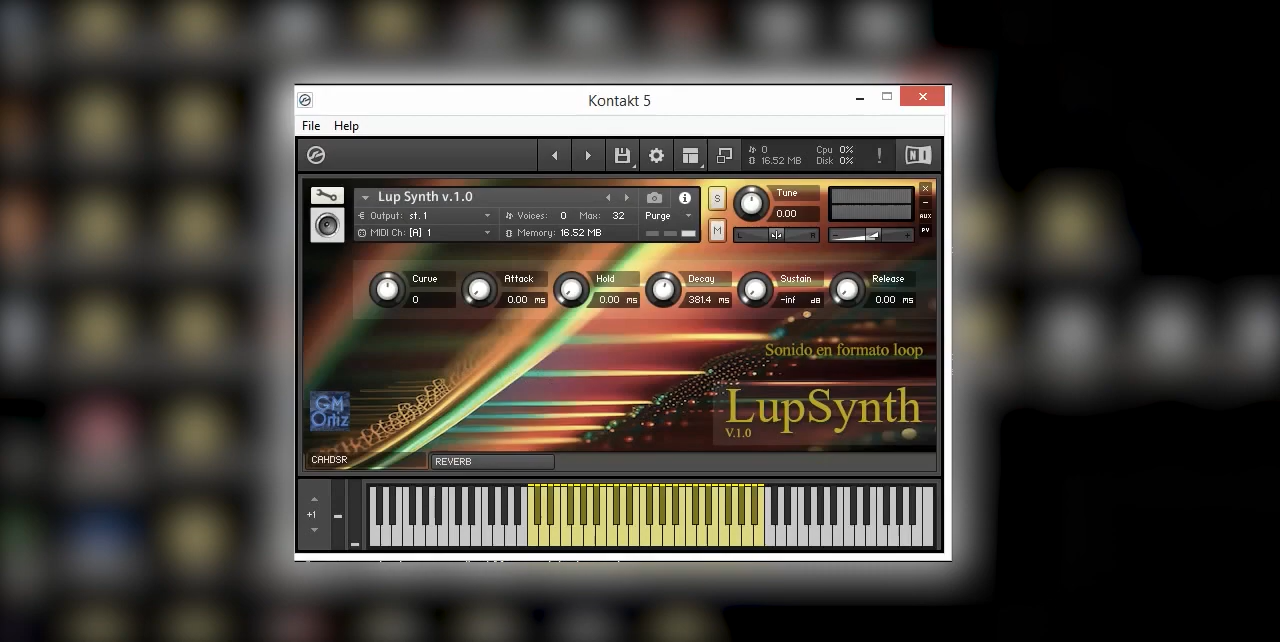 Kontakt 5
File Help
0 Cpu 0%
16.52 MB Disk 0%
!
NI
Lup Synth v.1.0
i
S
Tune
Output: st.1 Voices: 0 Max: 32 Purge
0.00
AUX
MIDI Ch: [A] 1 Memory: 16.52 MB
M
L R
- +
PV
Curve Attack Hold Decay Sustain Release
0 0.00 ms 0.00 ms 381.4 ms -inf dB 0.00 ms
Sonido en formato loop
LupSynth
V.1.0
GM
Ortiz
CAHDSR REVERB
+1